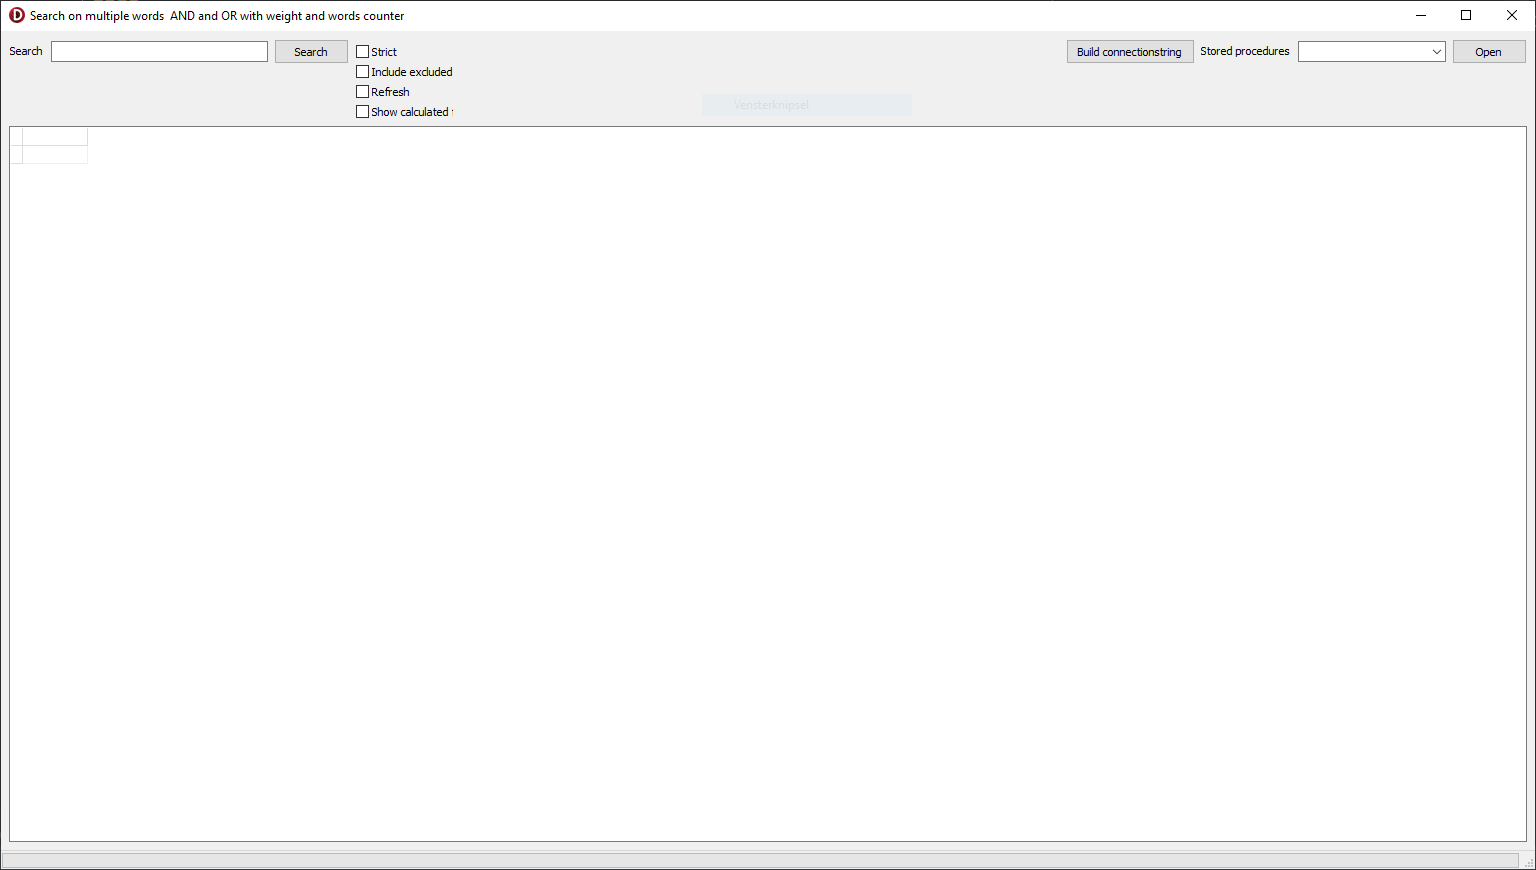 Search on multiple words  AND and OR with weight and words counter
Search Search Strict Build connectionstring Stored procedures Open
Include excluded
Refresh
Vensterknipsel
Show calculated